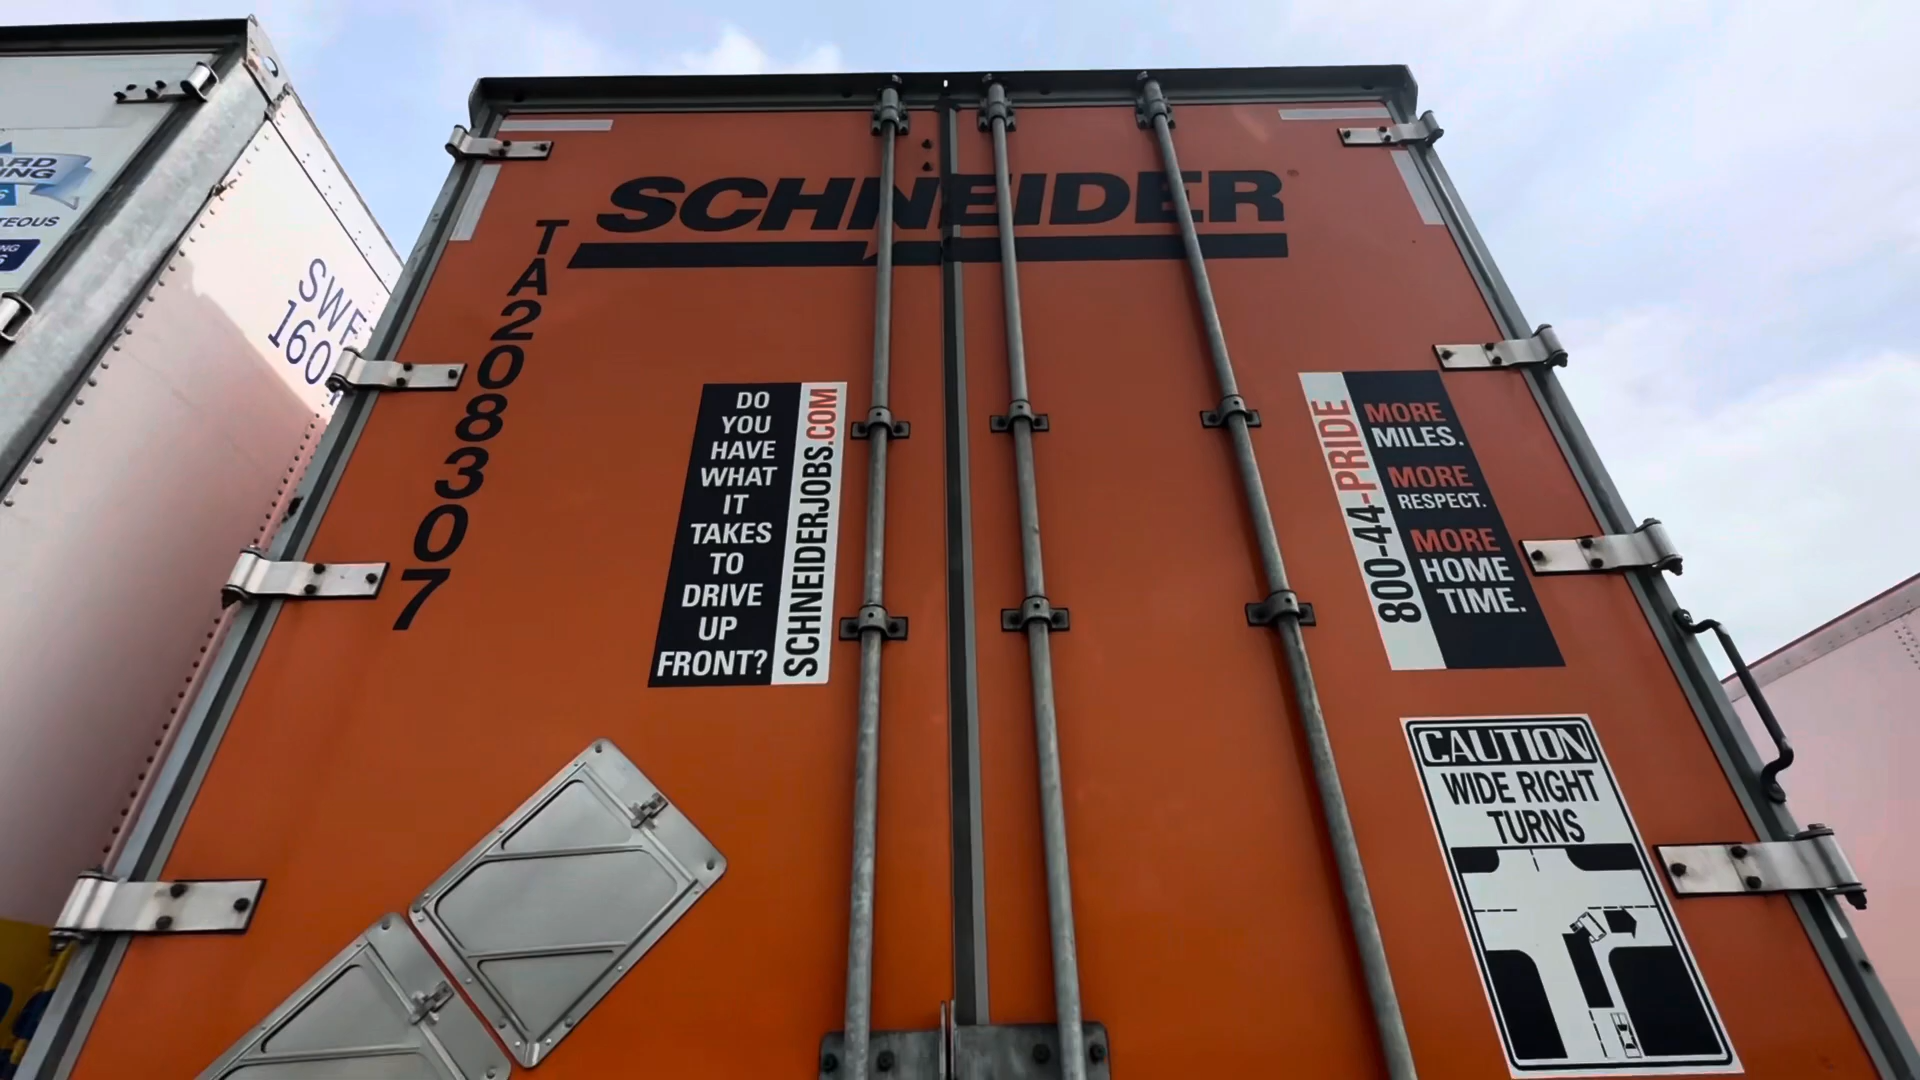 SCHNEIDER
TA208307
DO
YOU
HAVE
WHAT
IT
TAKES
TO
DRIVE
UP
FRONT?
SCHNEIDERJOBS.COM
800-44-PRIDE
MORE
MILES.
MORE
RESPECT.
MORE
HOME
TIME.
CAUTION
WIDE RIGHT
TURNS
SWF
160